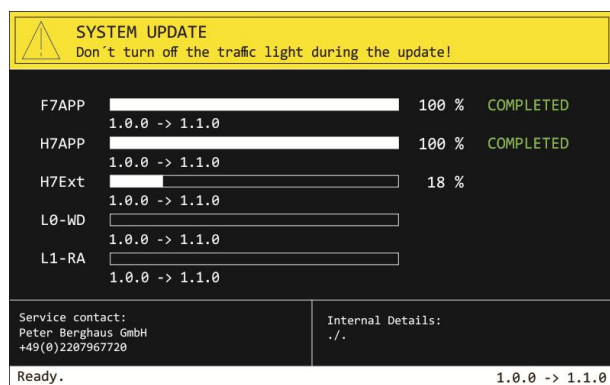 SYSTEM UPDATE
Don´t turn off the traffic light during the update!
F7APP 100 % COMPLETED
1.0.0 -> 1.1.0
H7APP 100 % COMPLETED
1.0.0 -> 1.1.0
H7Ext 18 %
1.0.0 -> 1.1.0
L0-WD
1.0.0 -> 1.1.0
L1-RA
1.0.0 -> 1.1.0
Service contact:
Peter Berghaus GmbH
+49(0)2207967720
Internal Details:
./.
Ready. 1.0.0 -> 1.1.0